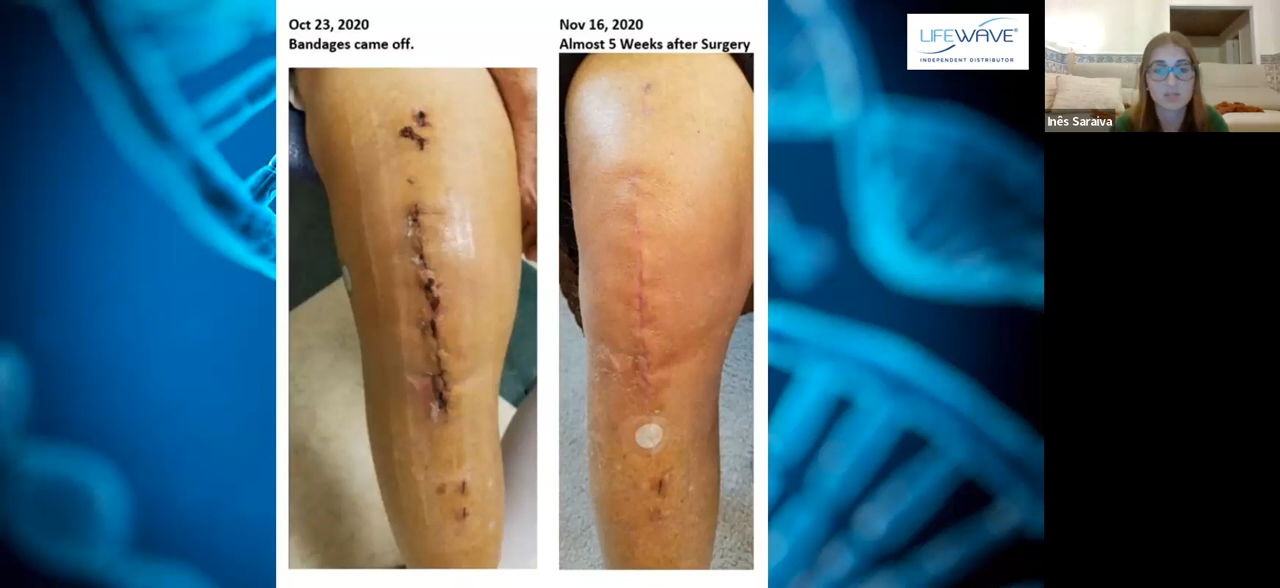 Oct 23, 2020
Bandages came off.
Nov 16, 2020
Almost 5 Weeks after Surgery
LIFEWAVE®
INDEPENDENT DISTRIBUTOR
Inês Saraiva